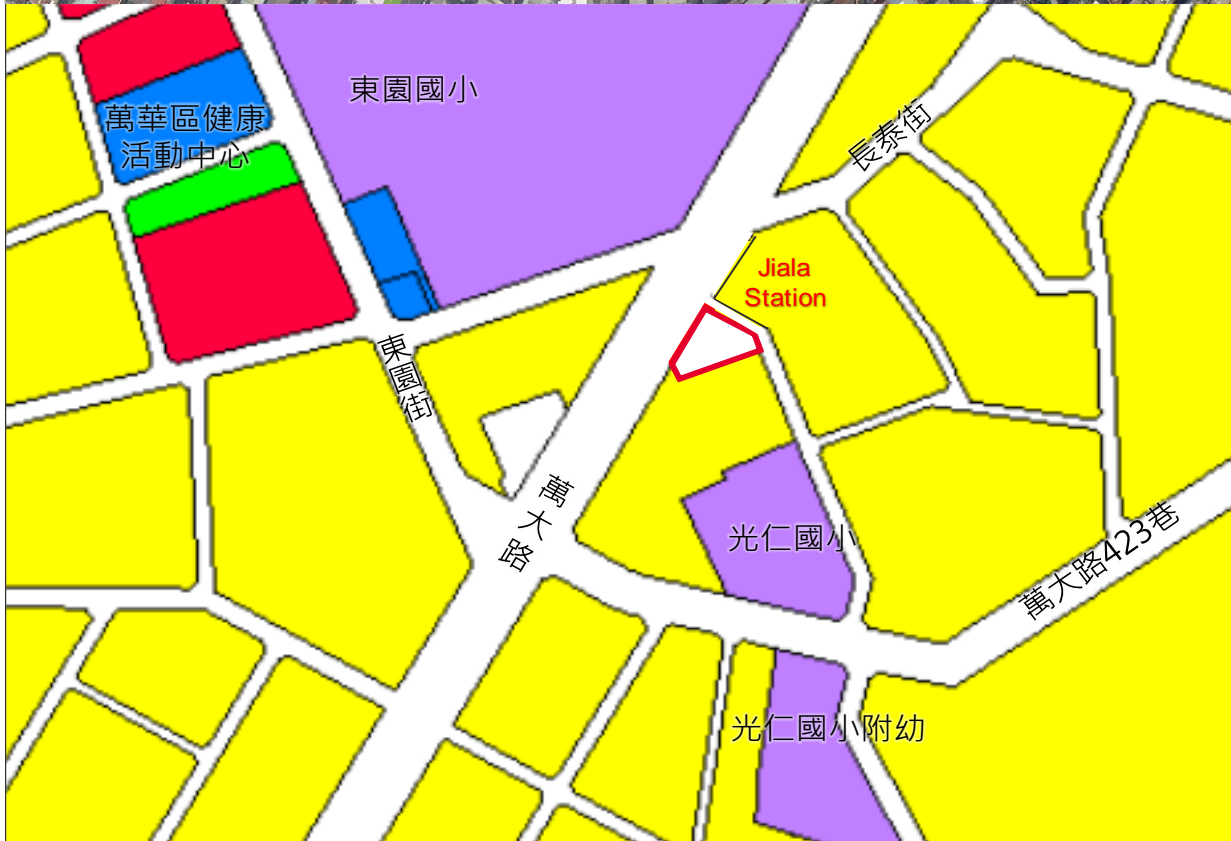 東園國小
萬華區健康
活動中心
長泰街
Jiala
Station
東園街
萬大路
光仁國小
萬大路423巷
光仁國小附幼